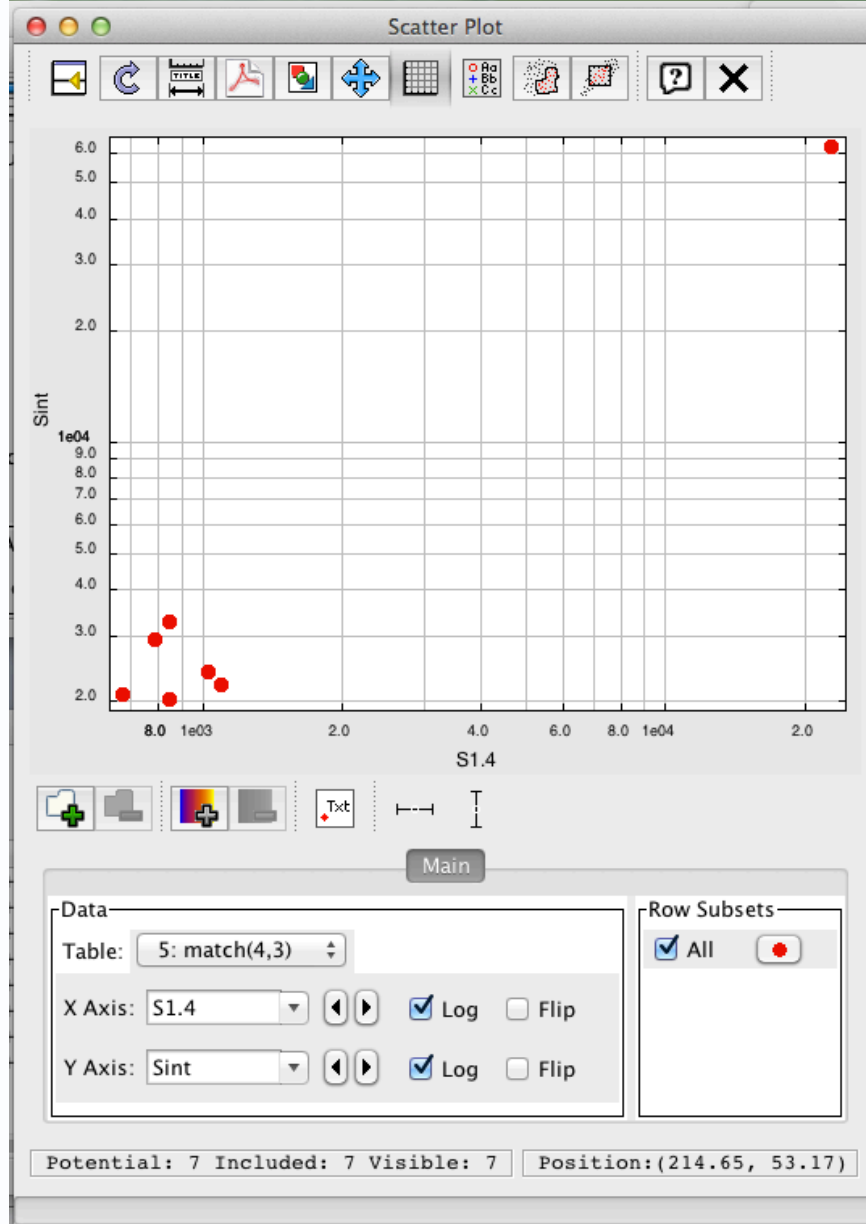 Scatter Plot
TITLE
Aa
Bb
Cc
?
6.0
5.0
4.0
3.0
2.0
Sint
1e04
9.0
8.0
7.0
6.0
5.0
4.0
3.0
2.0
8.0 1e03 2.0 4.0 6.0 8.0 1e04 2.0
S1.4
Txt
Main
Data
Row Subsets
Table: 5: match(4,3)
All
X Axis: S1.4 Log Flip
Y Axis: Sint Log Flip
Potential: 7 Included: 7 Visible: 7 Position:(214.65, 53.17)